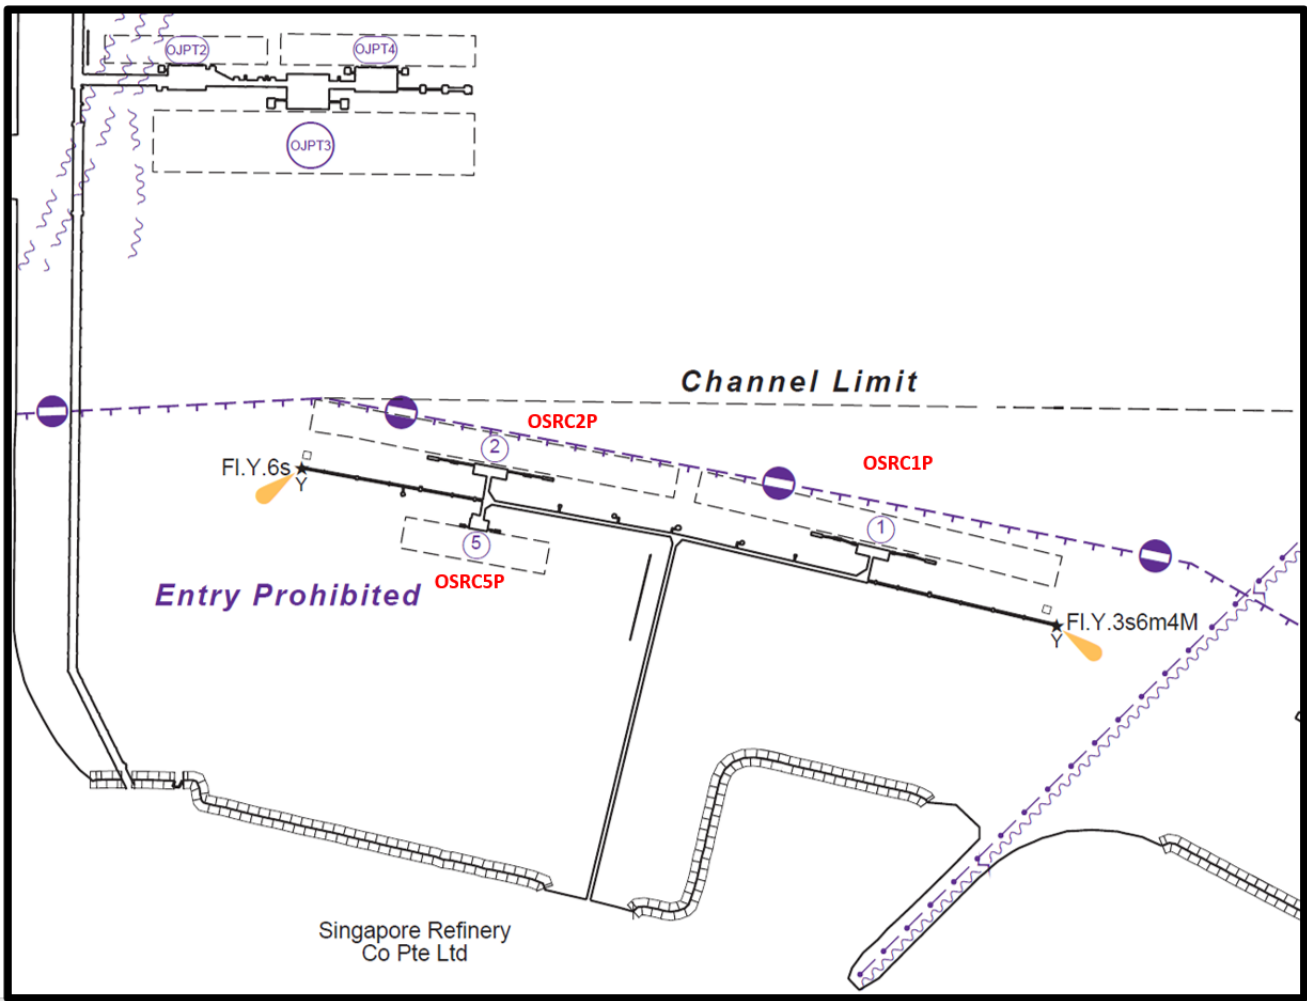 OJPT2
OJPT4
OJPT3
Channel Limit
OSRC2P
2
OSRC1P
Fl.Y.6s
Y
1
5
OSRC5P
Entry Prohibited
Fl.Y.3s6m4M
Y
Singapore Refinery
Co Pte Ltd